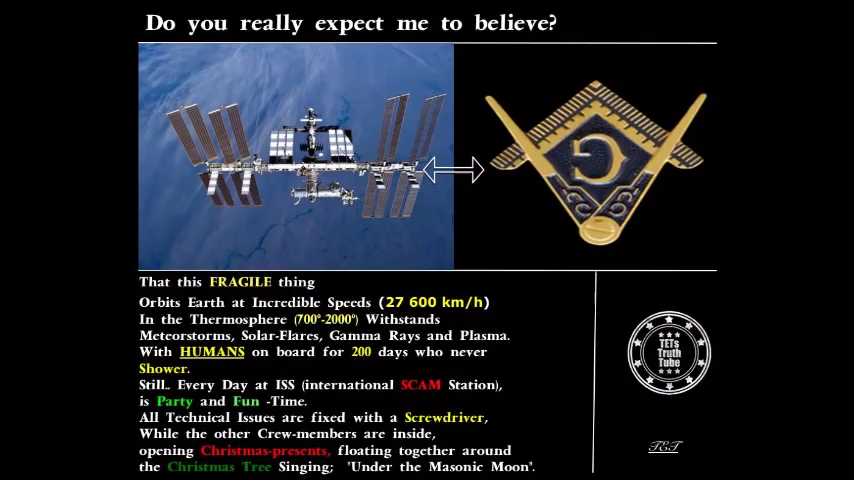 Do you really expect me to believe?
That this FRAGILE thing
Orbits Earth at Incredible Speeds (27 600 km/h)
In the Thermosphere (700°-2000°) Withstands
Meteorstorms, Solar-Flares, Gamma Rays and Plasma.
With HUMANS on board for 200 days who never
Shower.
Still.. Every Day at ISS (international SCAM Station),
is Party and Fun -Time.
All Technical Issues are fixed with a Screwdriver,
While the other Crew-members are inside,
opening Christmas-presents, floating together around
the Christmas Tree Singing; "Under the Masonic Moon".
TETs
Truth
Tube
TET